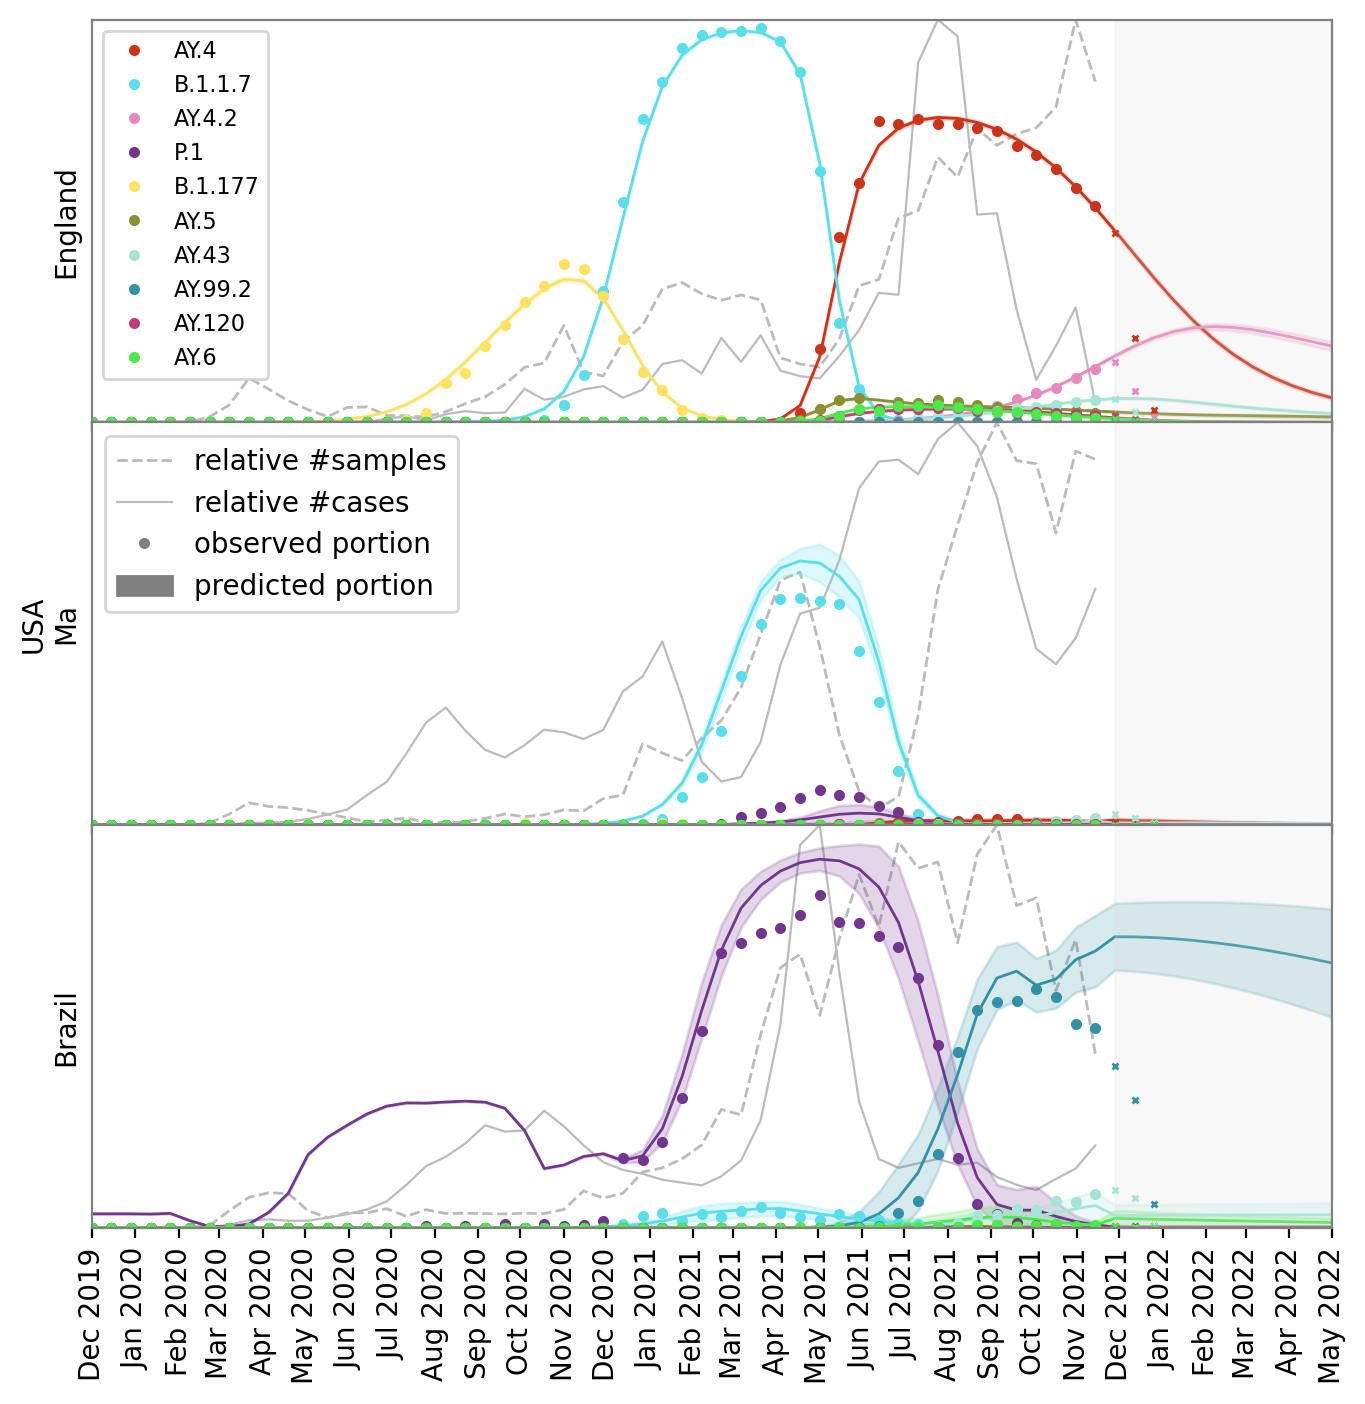 England
AY.4
B.1.1.7
AY.4.2
P.1
B.1.177
AY.5
AY.43
AY.99.2
AY.120
AY.6
USA
Ma
relative #samples
relative #cases
observed portion
predicted portion
Brazil
Dec 2019
Jan 2020
Feb 2020
Mar 2020
Apr 2020
May 2020
Jun 2020
Jul 2020
Aug 2020
Sep 2020
Oct 2020
Nov 2020
Dec 2020
Jan 2021
Feb 2021
Mar 2021
Apr 2021
May 2021
Jun 2021
Jul 2021
Aug 2021
Sep 2021
Oct 2021
Nov 2021
Dec 2021
Jan 2022
Feb 2022
Mar 2022
Apr 2022
May 2022